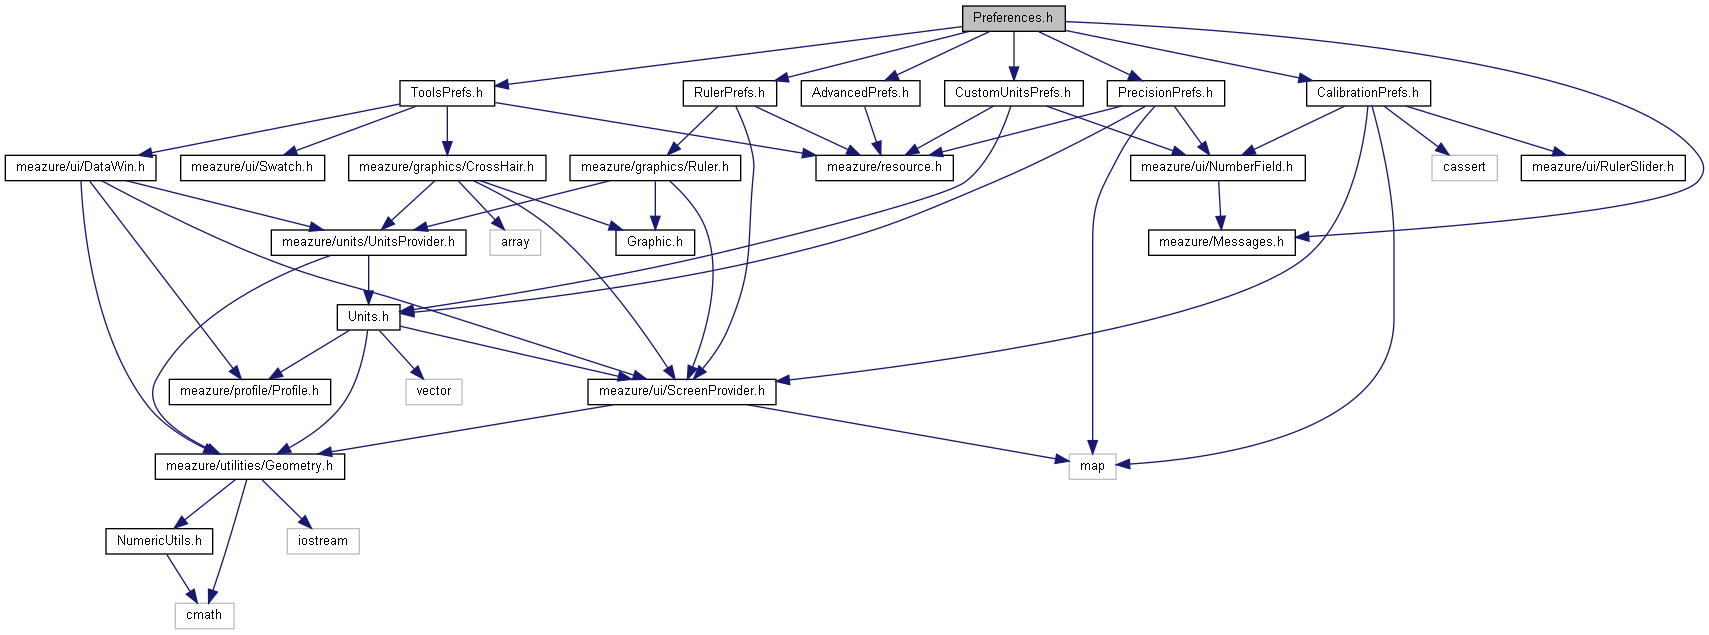 Preferences.h
ToolsPrefs.h
RulerPrefs.h
AdvancedPrefs.h
CustomUnitsPrefs.h
PrecisionPrefs.h
CalibrationPrefs.h
meazure/ui/DataWin.h
meazure/ui/Swatch.h
meazure/graphics/CrossHair.h
meazure/graphics/Ruler.h
meazure/resource.h
meazure/ui/NumberField.h
cassert
meazure/ui/RulerSlider.h
meazure/units/UnitsProvider.h
array
Graphic.h
meazure/Messages.h
Units.h
meazure/profile/Profile.h
vector
meazure/ui/ScreenProvider.h
meazure/utilities/Geometry.h
map
NumericUtils.h
iostream
cmath